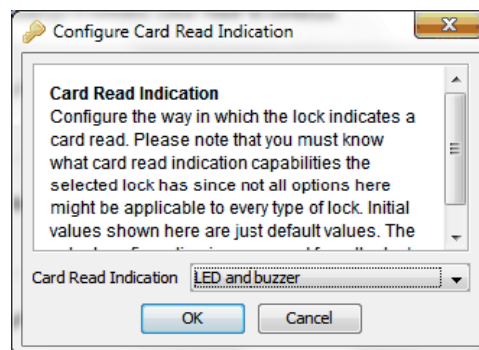 Configure Card Read Indication
Card Read Indication
Configure the way in which the lock indicates a
card read. Please note that you must know
what card read indication capabilities the
selected lock has since not all options here
might be applicable to every type of lock. Initial
values shown here are just default values. The
Card Read Indication LED and buzzer
OK Cancel